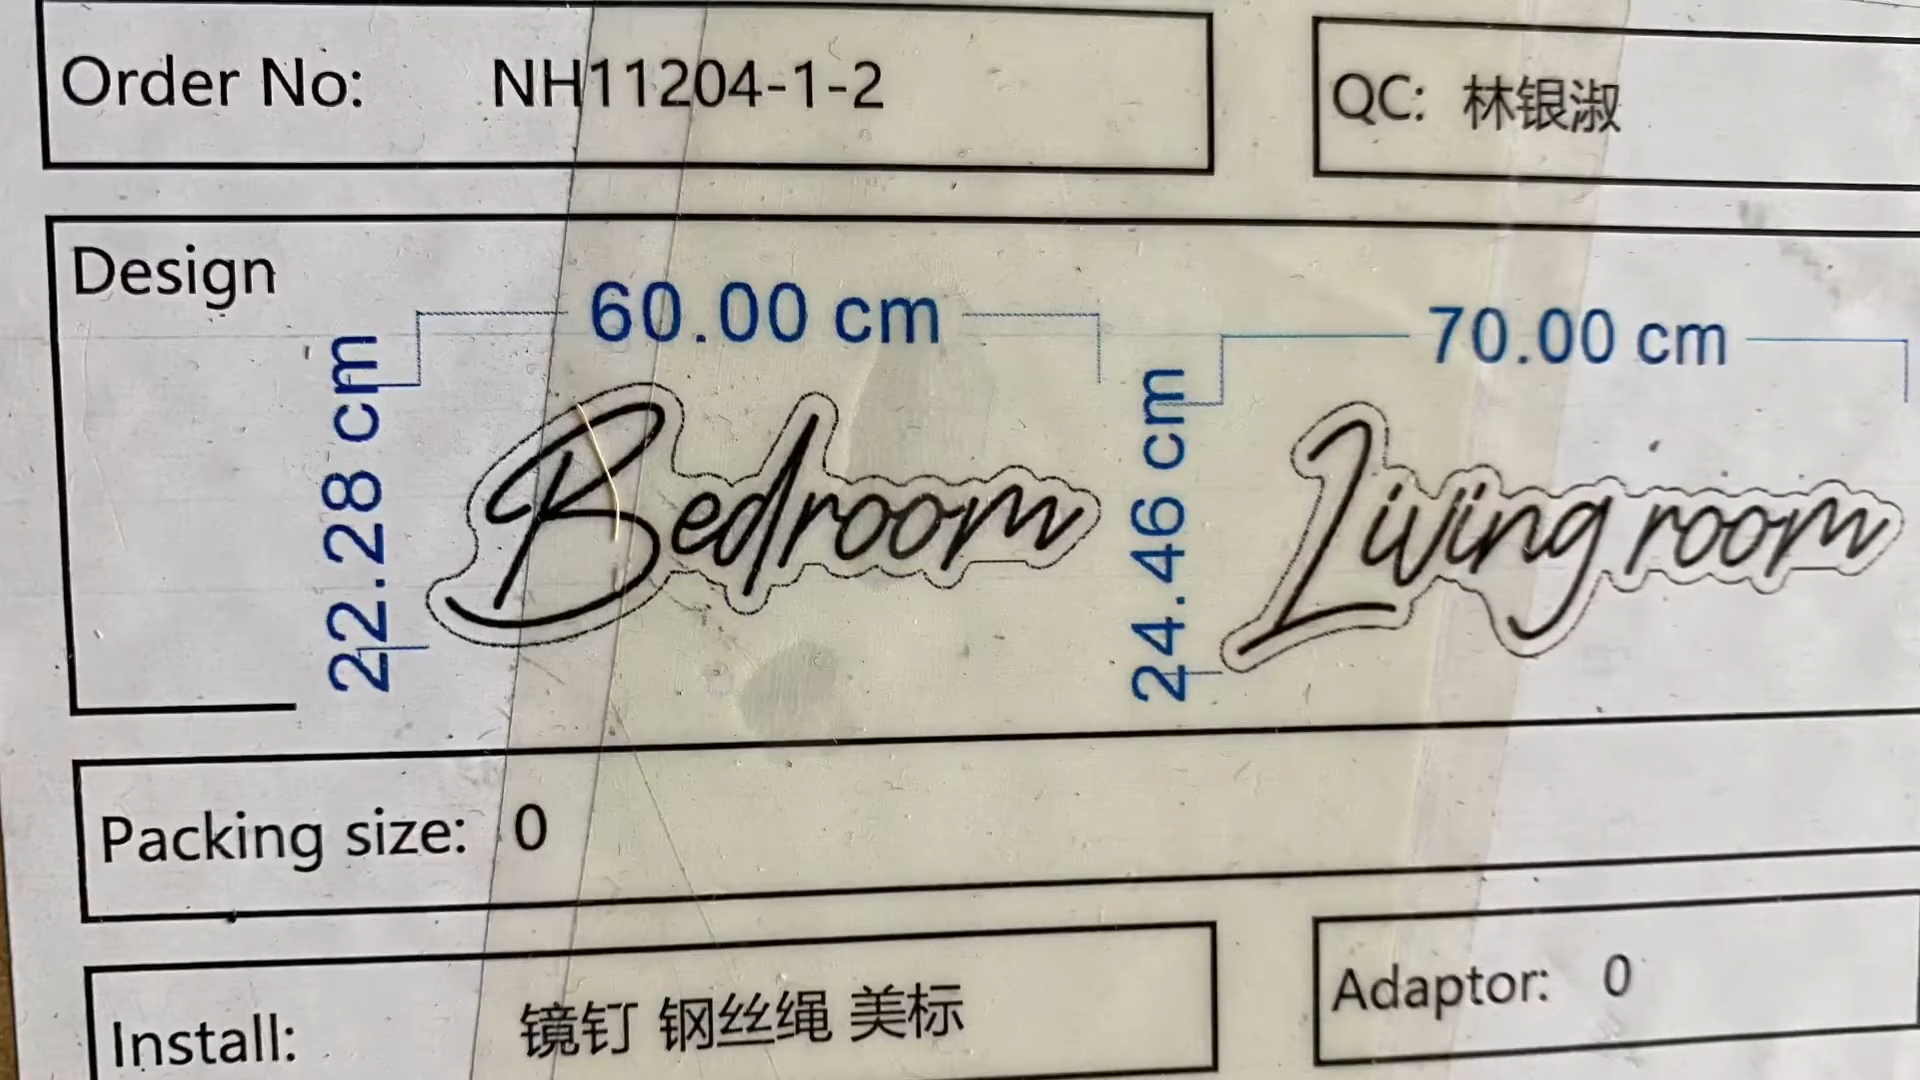 Order No: NH11204-1-2
QC: 林银淑
Design
60.00 cm
22.28 cm
Bedroom
70.00 cm
24.46 cm
Living room
Packing size: 0
Install: 镜钉 钢丝绳 美标
Adaptor: 0